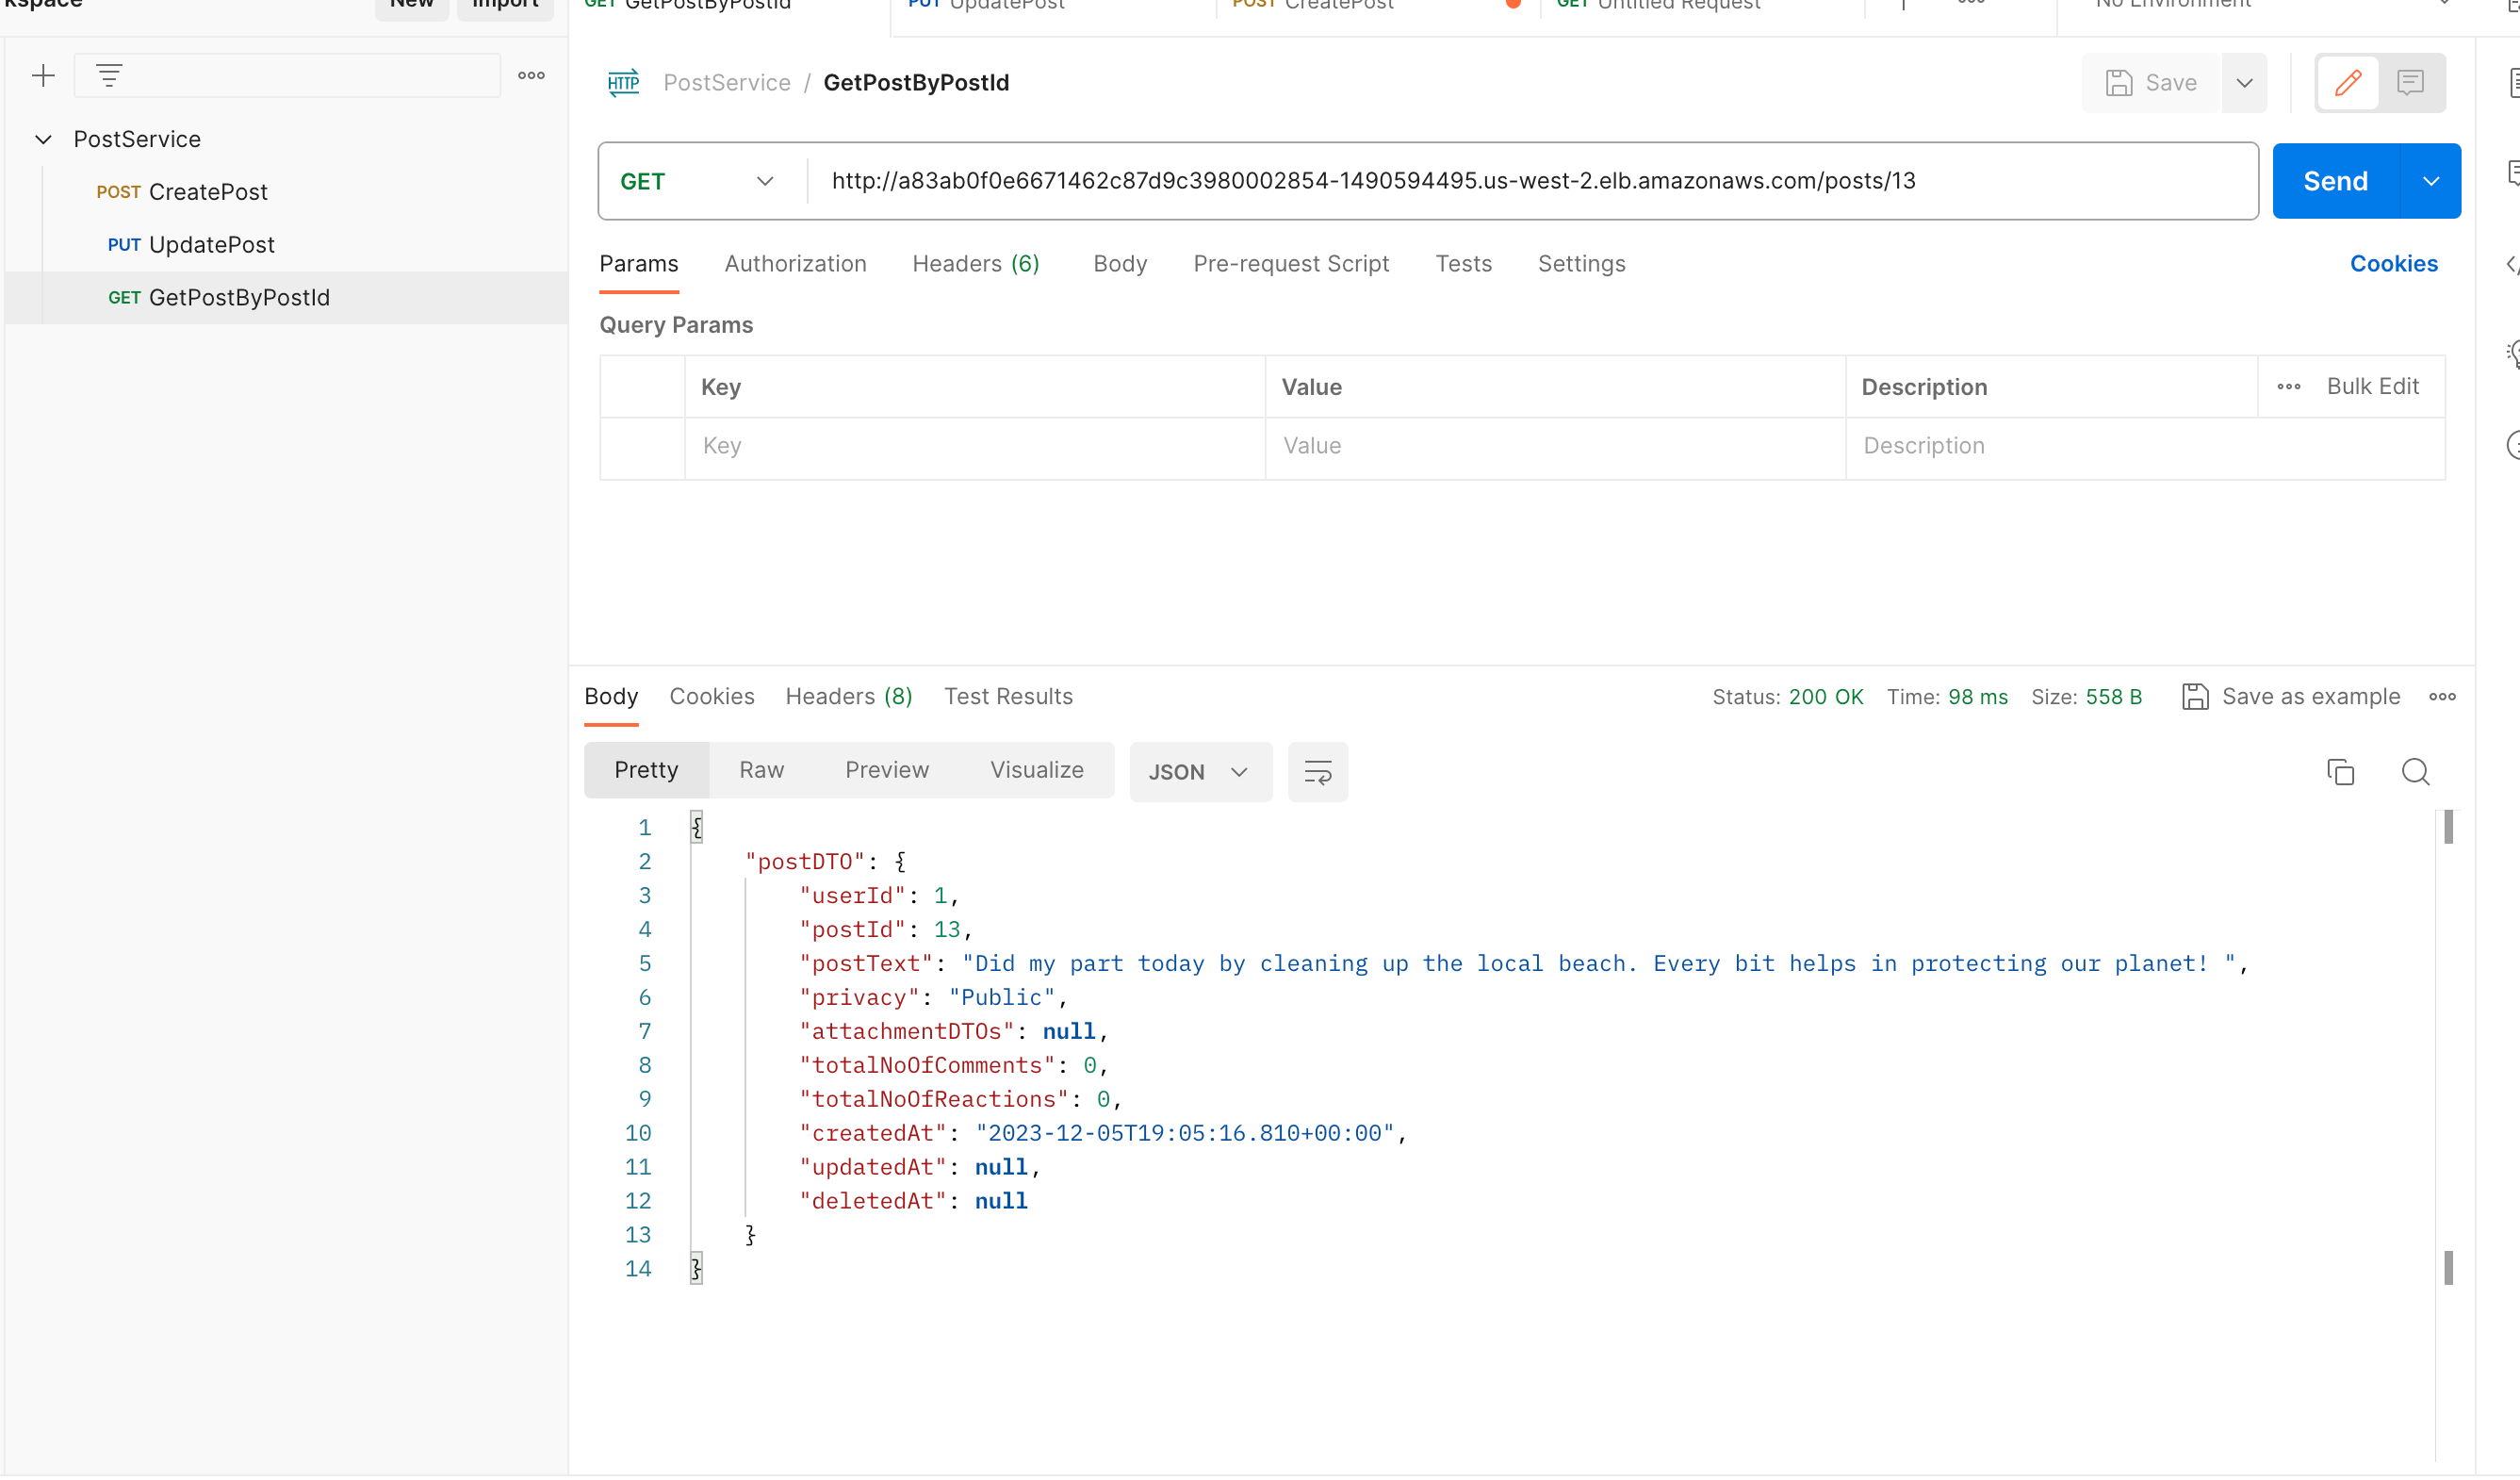 kspace New Import GET GetPostByPostId PUT UpdatePost POST CreatePost GET Untitled Request No Environment
HTTP PostService / GetPostByPostId Save
PostService
POST CreatePost
PUT UpdatePost
GET GetPostByPostId
GET http://a83ab0f0e6671462c87d9c3980002854-1490594495.us-west-2.elb.amazonaws.com/posts/13 Send
Params Authorization Headers (6) Body Pre-request Script Tests Settings Cookies
Query Params
Key Value Description Bulk Edit
Key Value Description
Body Cookies Headers (8) Test Results Status: 200 OK Time: 98 ms Size: 558 B Save as example
Pretty Raw Preview Visualize JSON
1 {
2 "postDTO": {
3 "userId": 1,
4 "postId": 13,
5 "postText": "Did my part today by cleaning up the local beach. Every bit helps in protecting our planet! ",
6 "privacy": "Public",
7 "attachmentDTOs": null,
8 "totalNoOfComments": 0,
9 "totalNoOfReactions": 0,
10 "createdAt": "2023-12-05T19:05:16.810+00:00",
11 "updatedAt": null,
12 "deletedAt": null
13 }
14 }